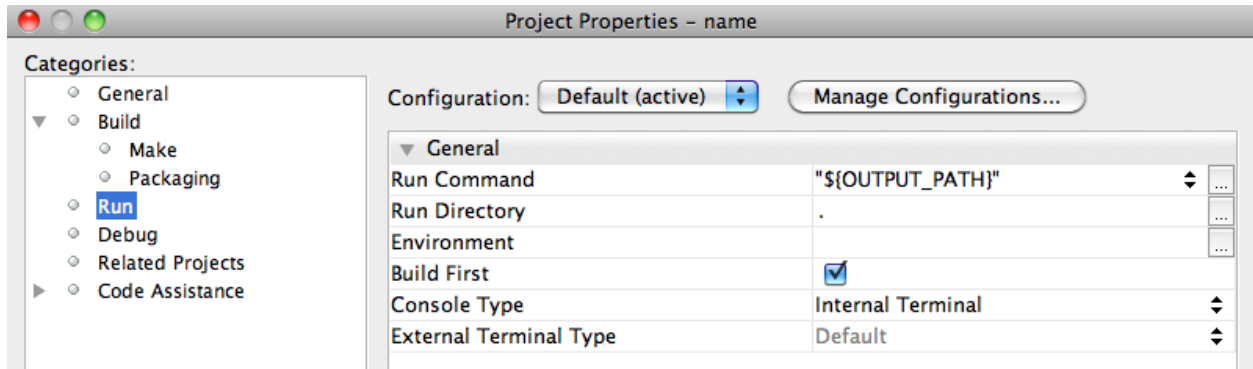 Project Properties – name
Categories:
General
Build
Make
Packaging
Run
Debug
Related Projects
Code Assistance
Configuration: Default (active) Manage Configurations...
General
Run Command "${OUTPUT_PATH}" ...
Run Directory . ...
Environment ...
Build First
Console Type Internal Terminal
External Terminal Type Default